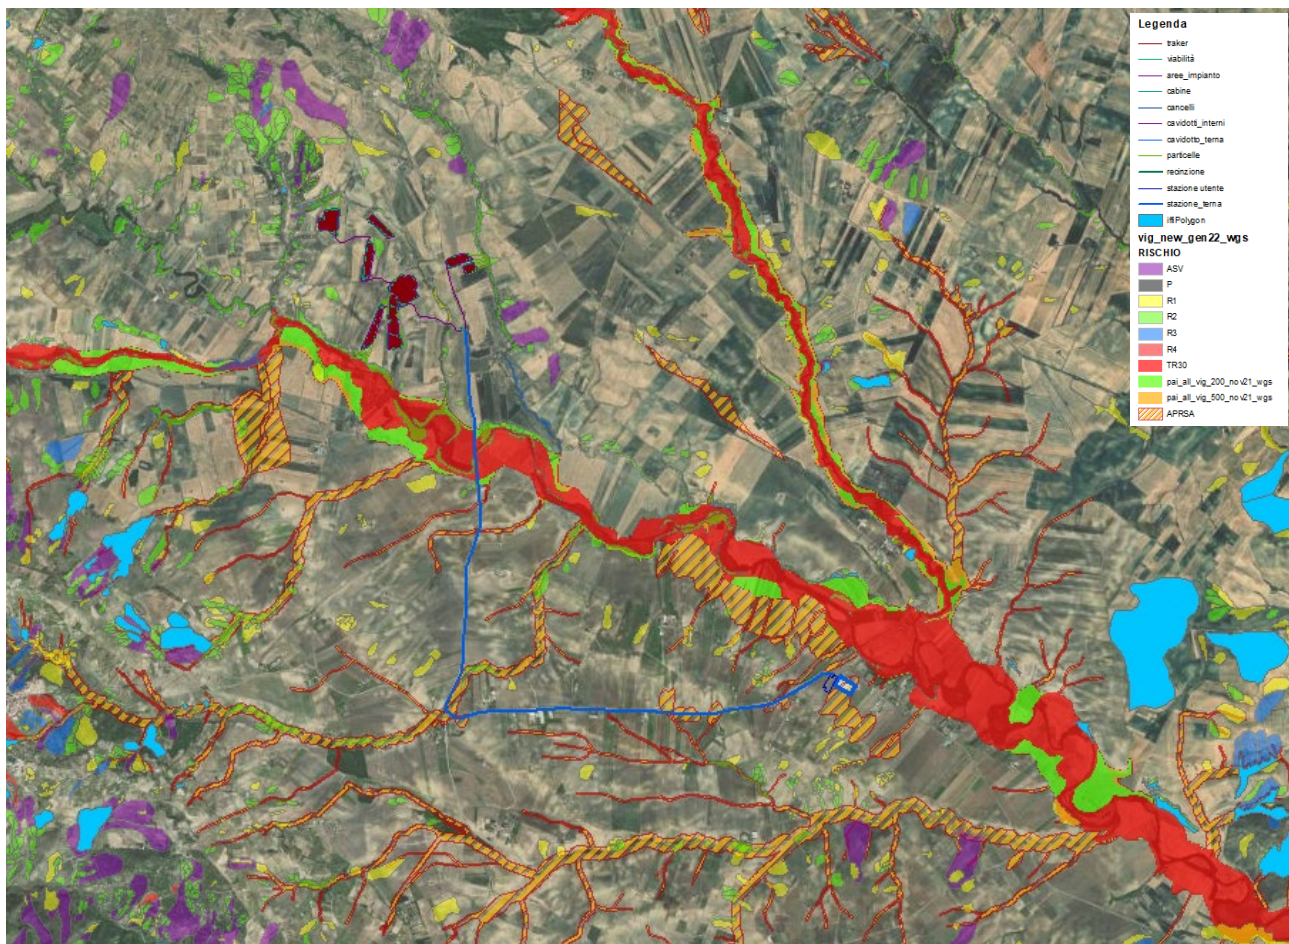 Legenda
traker
viabilità
aree_impianto
cabine
cancelli
cavidotti_interni
cavidotto_terna
particelle
recinzione
stazione utente
stazione_terna
iffiPolygon
vig_new_gen22_wgs
RISCHIO
ASV
P
R1
R2
R3
R4
TR30
pai_all_vig_200_nov21_wgs
pai_all_vig_500_nov21_wgs
APRSA